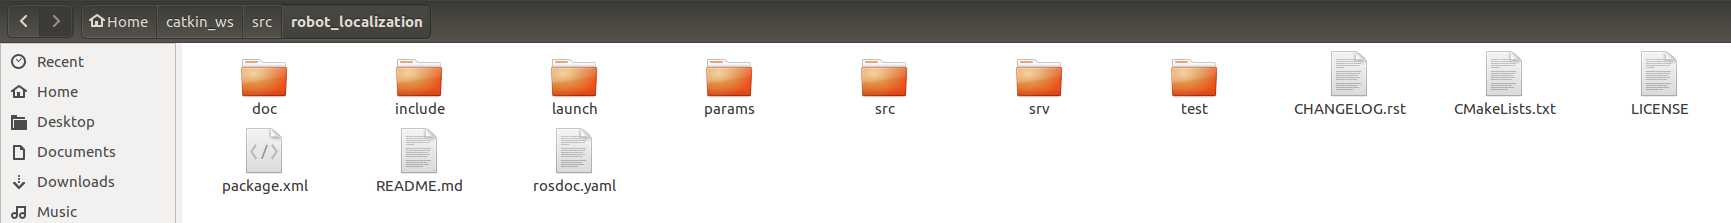 Home catkin_ws src robot_localization
Recent
Home
Desktop
Documents
Downloads
Music
doc include launch params src srv test CHANGELOG.rst CMakeLists.txt LICENSE
package.xml README.md rosdoc.yaml